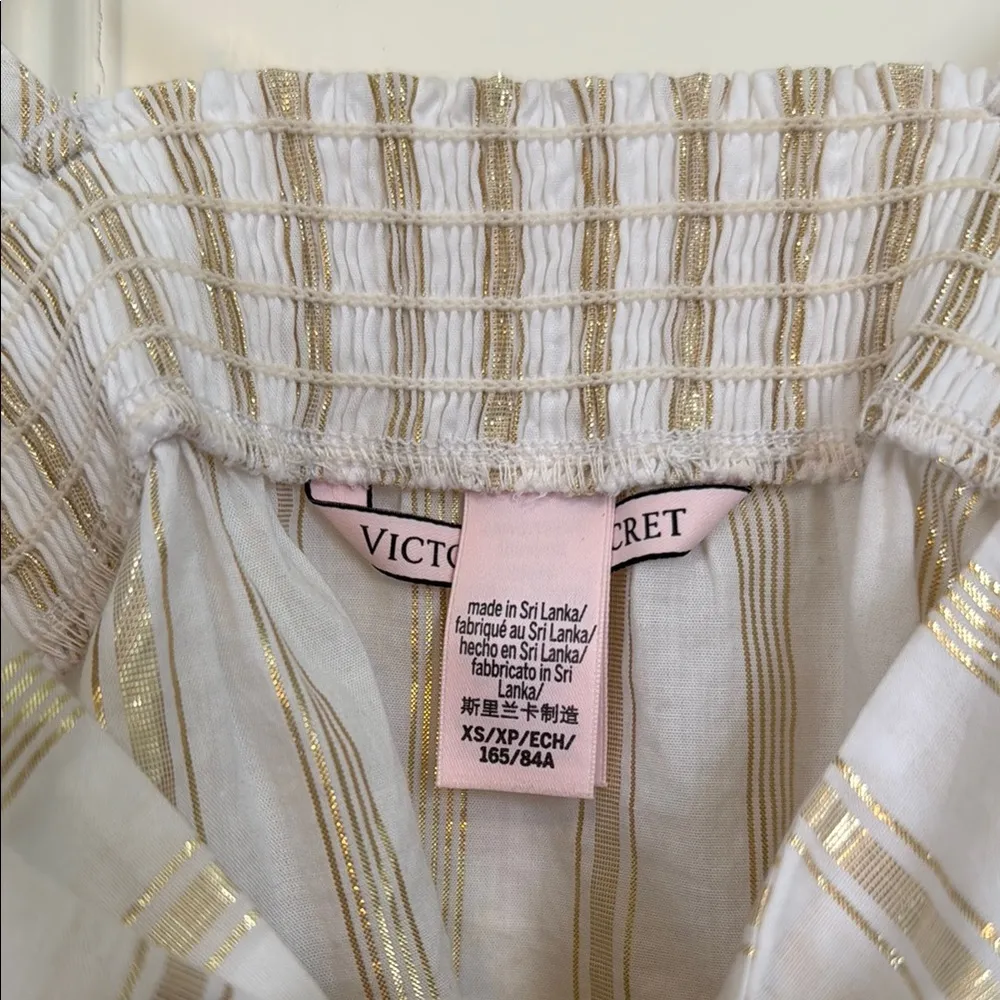 VICTO CRET
made in Sri Lanka/
fabriqué au Sri Lanka/
hecho en Sri Lanka/
fabbricato in Sri
Lanka/
斯里兰卡制造
XS/XP/ECH/
165/84A